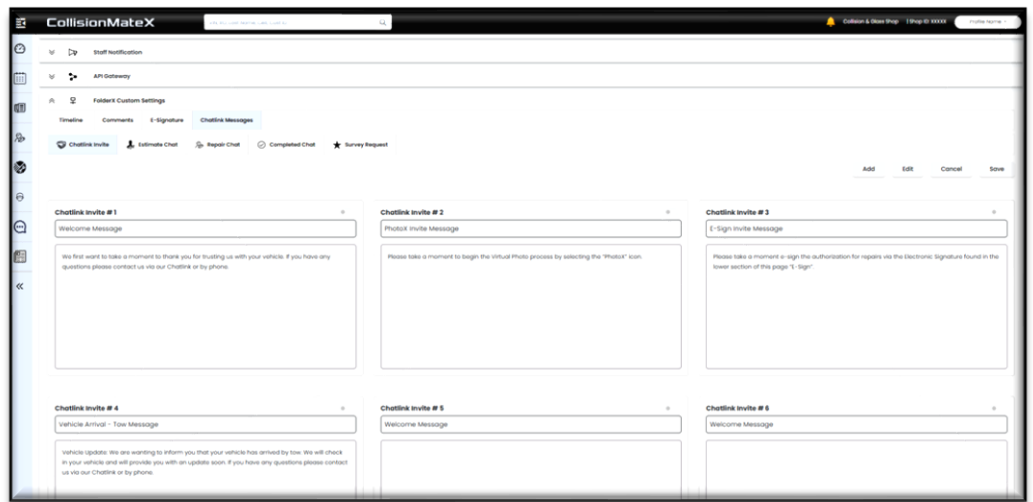 CollisionMateX
Collision & Glass Shop | Shop ID: XXXXX
Profile Name
Staff Notification
API Gateway
FolderX Custom Settings
Timeline Comments E-Signature Chatlink Messages
Chatlink Invite Estimate Chat Repair Chat Completed Chat Survey Request
Add Edit Cancel Save
Chatlink Invite # 1
Welcome Message
We first want to take a moment to thank you for trusting us with your vehicle. If you have any
questions please contact us via our Chatlink or by phone.
Chatlink Invite # 2
PhotoX Invite Message
Please take a moment to begin the Virtual Photo process by selecting the "PhotoX" icon.
Chatlink Invite # 3
E-Sign Invite Message
Please take a moment e-sign the authorization for repairs via the Electronic Signature found in the
lower section of this page "E-Sign"
Chatlink Invite # 4
Vehicle Arrival - Tow Message
Vehicle Update: We are wanting to inform you that your vehicle has arrived by tow. We will check
in your vehicle and will provide you with an update soon. If you have any questions please contact
us via our Chatlink or by phone.
Chatlink Invite # 5
Welcome Message
Chatlink Invite # 6
Welcome Message